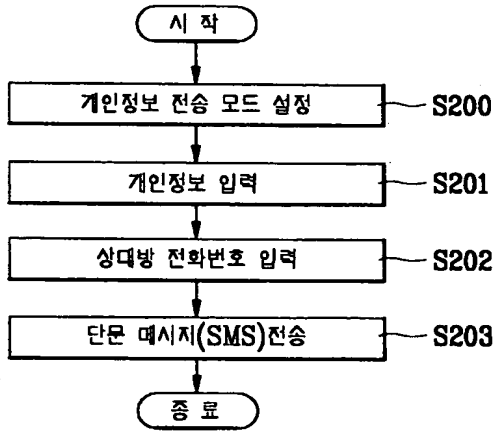 시 작
개인정보 전송 모드 설정 S200
개인정보 입력 S201
상대방 전화번호 입력 S202
단문 메시지(SMS)전송 S203
종 료